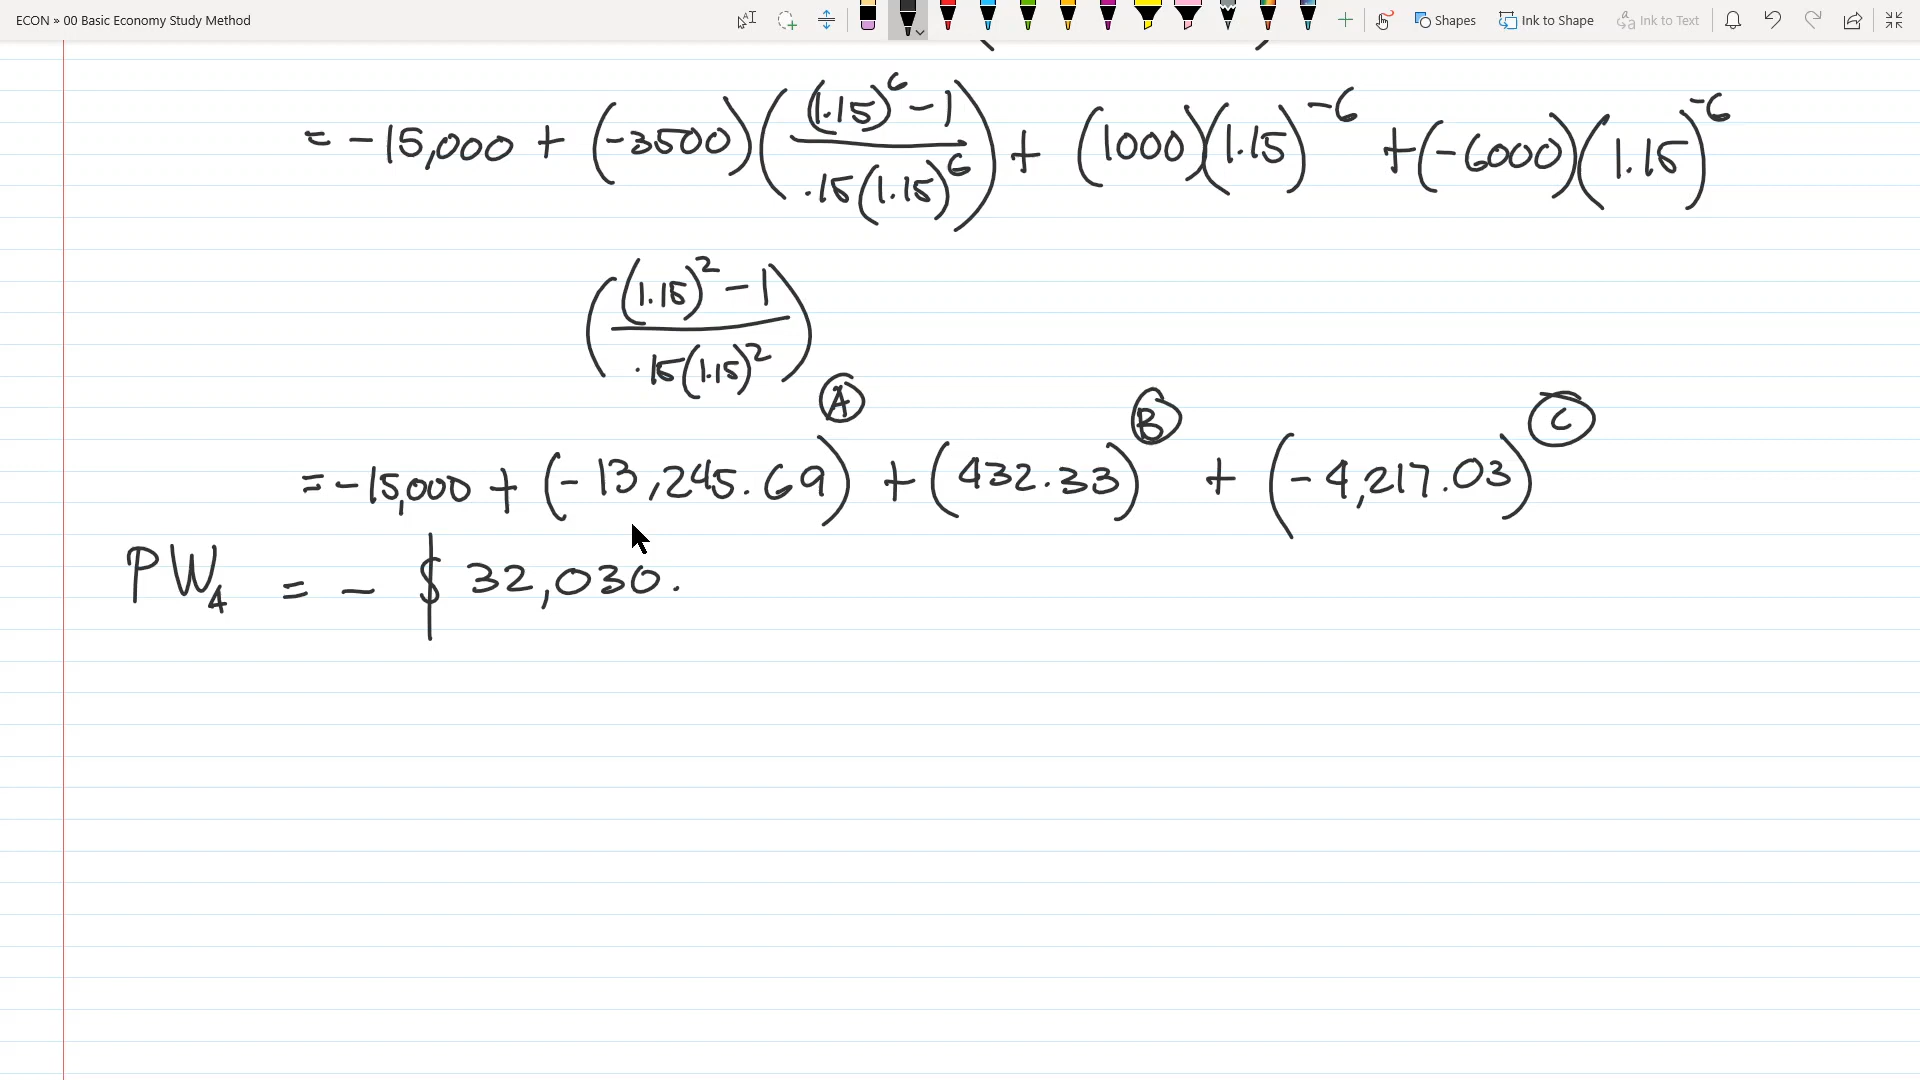 ECON » 00 Basic Economy Study Method
Shapes Ink to Shape Ink to Text
= -15,000 + (-3500)(((1.15)^6 - 1)/(.15(1.15)^6)) + (1000)(1.15)^-6 + (-6000)(1.15)^-6
(((1.15)^2 - 1)/(.15(1.15)^2))
A B C
= -15,000 + (-13,245.69) + (432.33) + (-4,217.03)
PW4 = - $ 32,030.